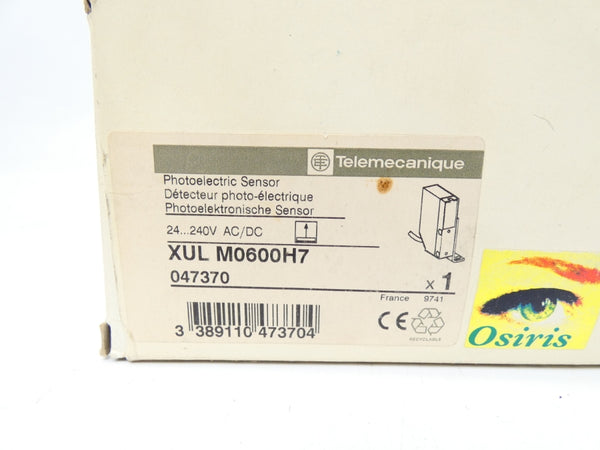 Telemecanique
Photoelectric Sensor
Détecteur photo-électrique
Photoelektronische Sensor
24...240V AC/DC
XUL M0600H7
047370
x 1
France 9741
3 389110 473704
CE
RECYCLABLE
Osiris